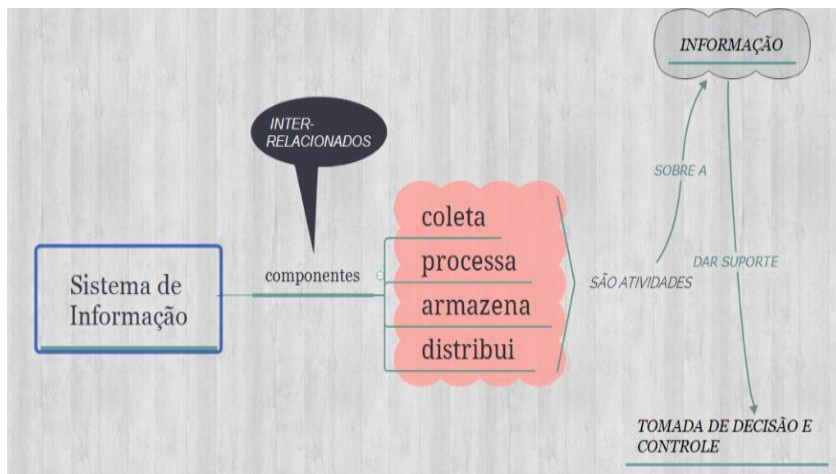 INFORMAÇÃO
INTER-
RELACIONADOS
SOBRE A
coleta
processa
armazena
distribui
componentes
Sistema de
Informação
SÃO ATIVIDADES
DAR SUPORTE
TOMADA DE DECISÃO E
CONTROLE